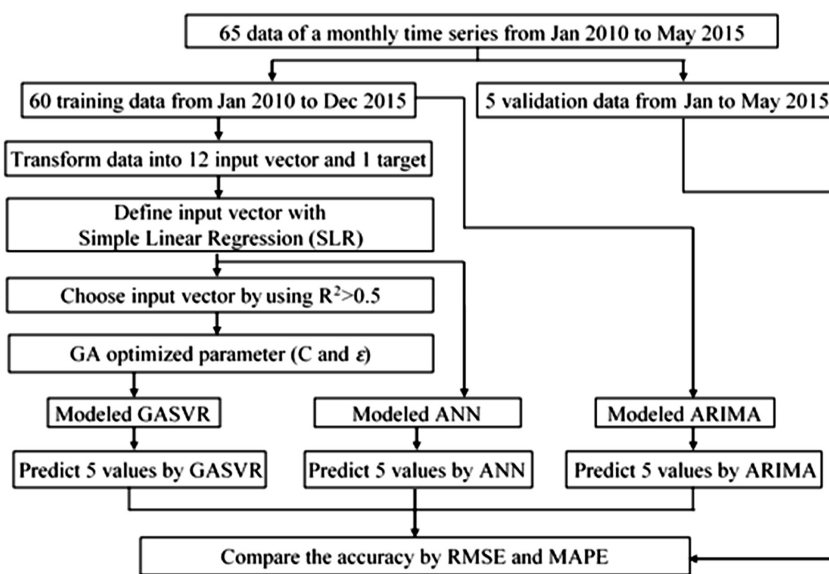 65 data of a monthly time series from Jan 2010 to May 2015
60 training data from Jan 2010 to Dec 2015
5 validation data from Jan to May 2015
Transform data into 12 input vector and 1 target
Define input vector with
Simple Linear Regression (SLR)
Choose input vector by using R²>0.5
GA optimized parameter (C and ε)
Modeled GASVR
Modeled ANN
Modeled ARIMA
Predict 5 values by GASVR
Predict 5 values by ANN
Predict 5 values by ARIMA
Compare the accuracy by RMSE and MAPE